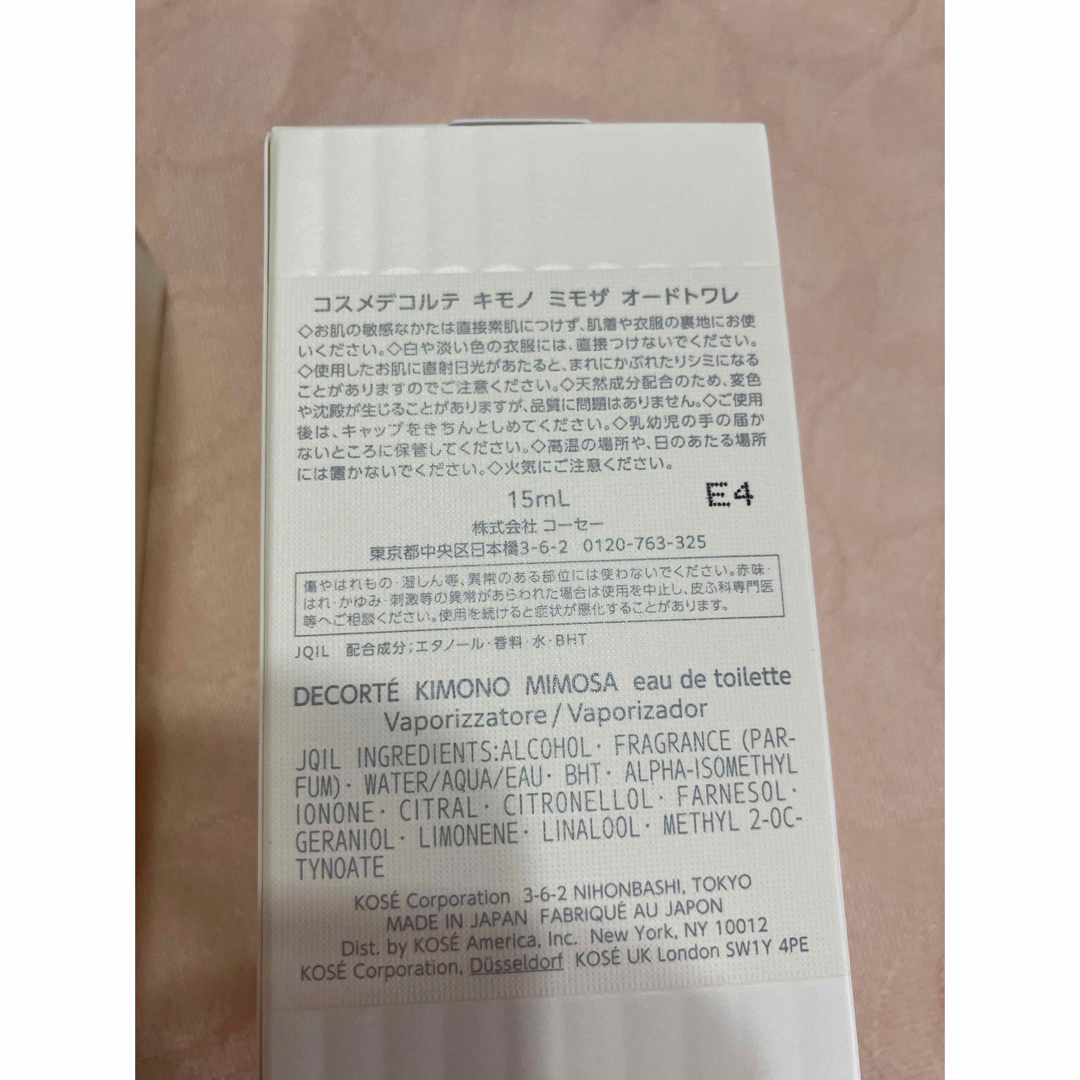 コスメデコルテ キモノ ミモザ オードトワレ
◇お肌の敏感なかたは直接素肌につけず、肌着や衣服の裏地にお使
いください。◇白や淡い色の衣服には、直接つけないでください。
◇使用したお肌に直射日光があたると、まれにかぶれたりシミになる
ことがありますのでご注意ください。◇天然成分配合のため、変色
や沈殿が生じることがありますが、品質に問題はありません。◇ご使用
後は、キャップをきちんとしめてください。◇乳幼児の手の届か
ないところに保管してください。◇高温の場所や、日のあたる場所
には置かないでください。◇火気にご注意ください。
15mL E4
株式会社 コーセー
東京都中央区日本橋3-6-2 0120-763-325
傷やはれもの・湿しん等、異常のある部位には使わないでください。赤味・
はれ・かゆみ・刺激等の異常があらわれた場合は使用を中止し、皮ふ科専門医
等へご相談ください。使用を続けると症状が悪化することがあります。
JQIL 配合成分;エタノール・香料・水・BHT
DECORTÉ KIMONO MIMOSA eau de toilette
Vaporizzatore / Vaporizador
JQIL INGREDIENTS:ALCOHOL· FRAGRANCE (PAR-
FUM)· WATER/AQUA/EAU· BHT· ALPHA-ISOMETHYL
IONONE· CITRAL· CITRONELLOL· FARNESOL·
GERANIOL· LIMONENE· LINALOOL· METHYL 2-OC-
TYNOATE
KOSÉ Corporation 3-6-2 NIHONBASHI, TOKYO
MADE IN JAPAN FABRIQUÉ AU JAPON
Dist. by KOSÉ America, Inc. New York, NY 10012
KOSÉ Corporation, Düsseldorf KOSÉ UK London SW1Y 4PE